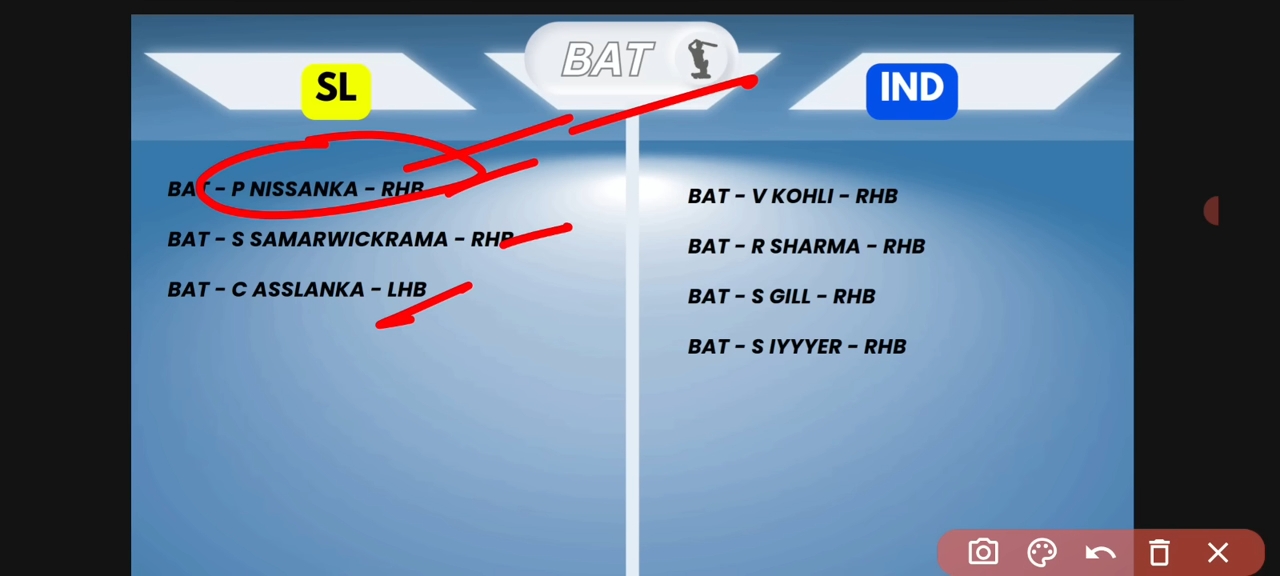 BAT
SL
IND
BAT - P NISSANKA - RHB
BAT - S SAMARWICKRAMA - RHB
BAT - C ASSLANKA - LHB
BAT - V KOHLI - RHB
BAT - R SHARMA - RHB
BAT - S GILL - RHB
BAT - S IYYYER - RHB